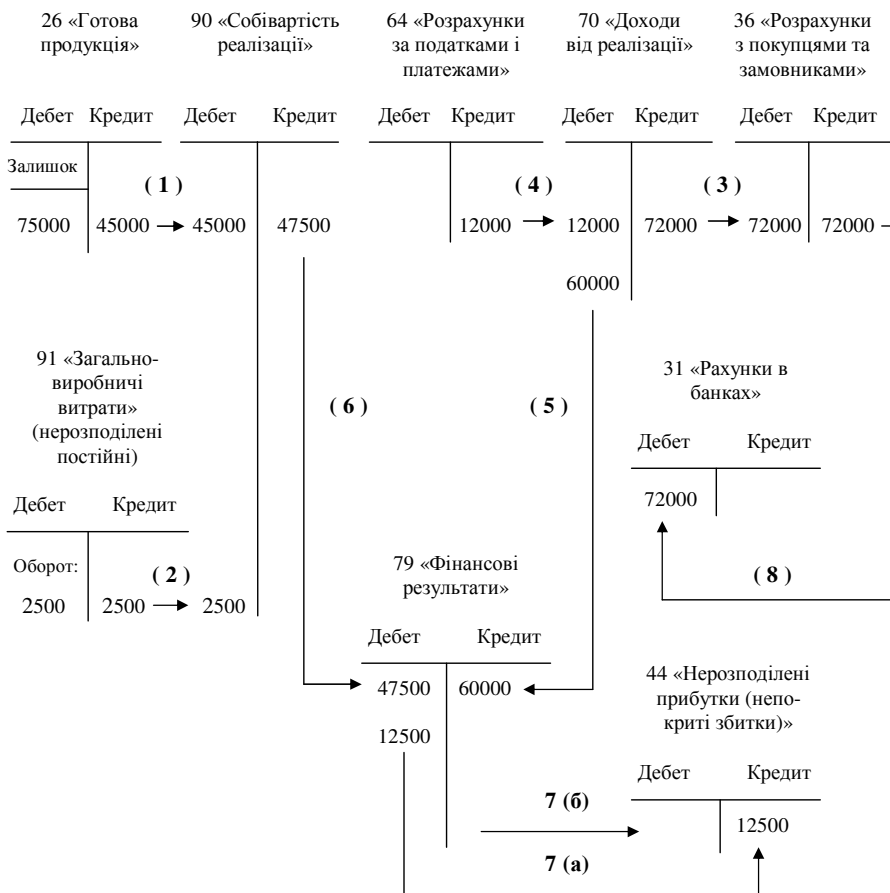 26 «Готова
продукція»
90 «Собівартість
реалізації»
64 «Розрахунки
за податками і
платежами»
70 «Доходи
від реалізації»
36 «Розрахунки
з покупцями та
замовниками»
Дебет Кредит
Дебет Кредит
Дебет Кредит
Дебет Кредит
Дебет Кредит
Залишок
( 1 )
( 4 )
( 3 )
75000 45000 45000 47500 12000 12000 72000 72000 72000
60000
91 «Загально-
виробничі
витрати»
(нерозподілені
постійні)
( 6 )
( 5 )
31 «Рахунки в
банках»
Дебет Кредит
72000
Дебет Кредит
Оборот:
( 2 )
2500 2500 2500
( 8 )
79 «Фінансові
результати»
Дебет Кредит
47500 60000
12500
44 «Нерозподілені
прибутки (непо-
криті збитки)»
Дебет Кредит
12500
7 (б)
7 (а)